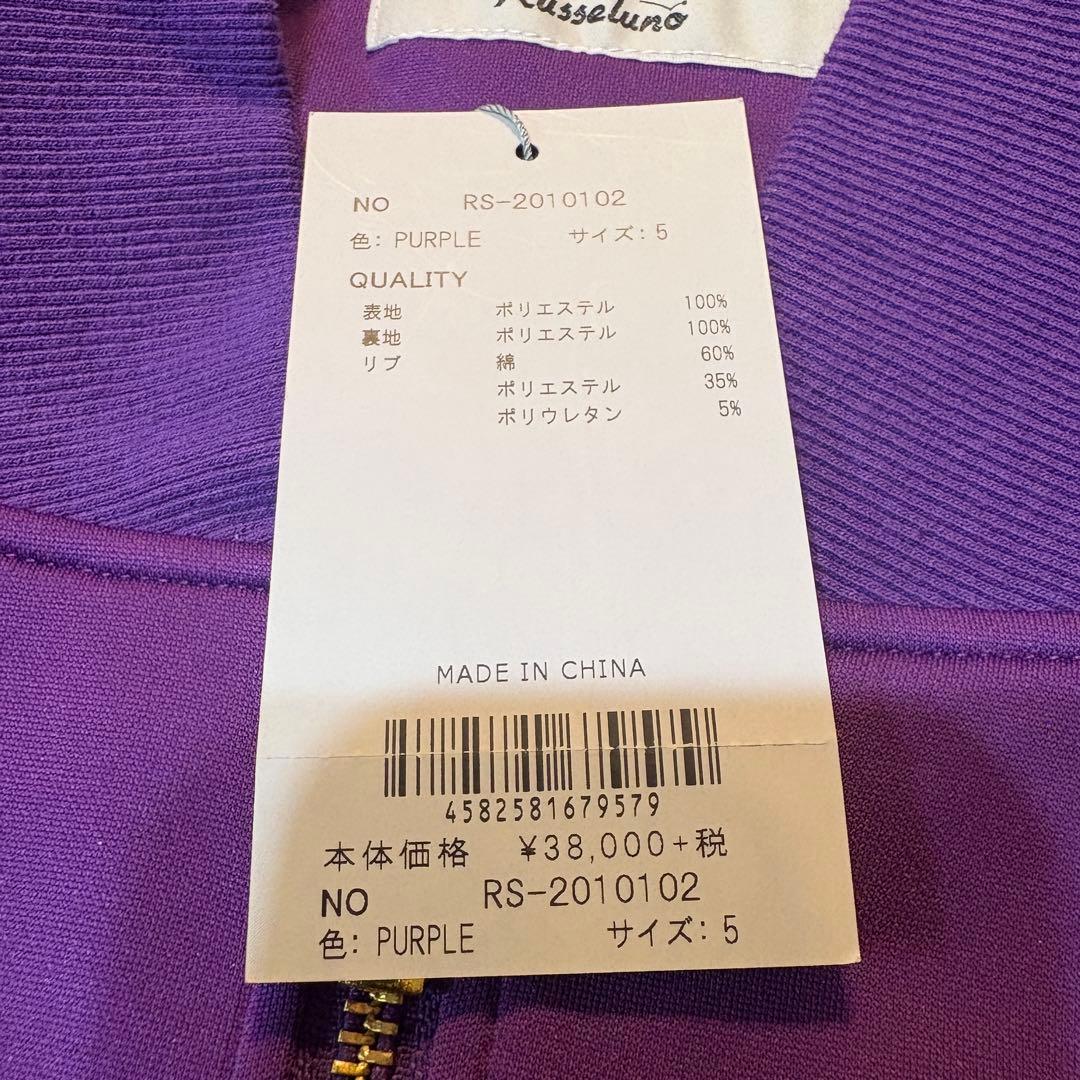 Russeluno
NO RS-2010102
色: PURPLE サイズ: 5
QUALITY
表地 ポリエステル 100%
裏地 ポリエステル 100%
リブ 綿 60%
ポリエステル 35%
ポリウレタン 5%
MADE IN CHINA
4582581679579
本体価格 ¥38,000+税
NO RS-2010102
色: PURPLE サイズ: 5